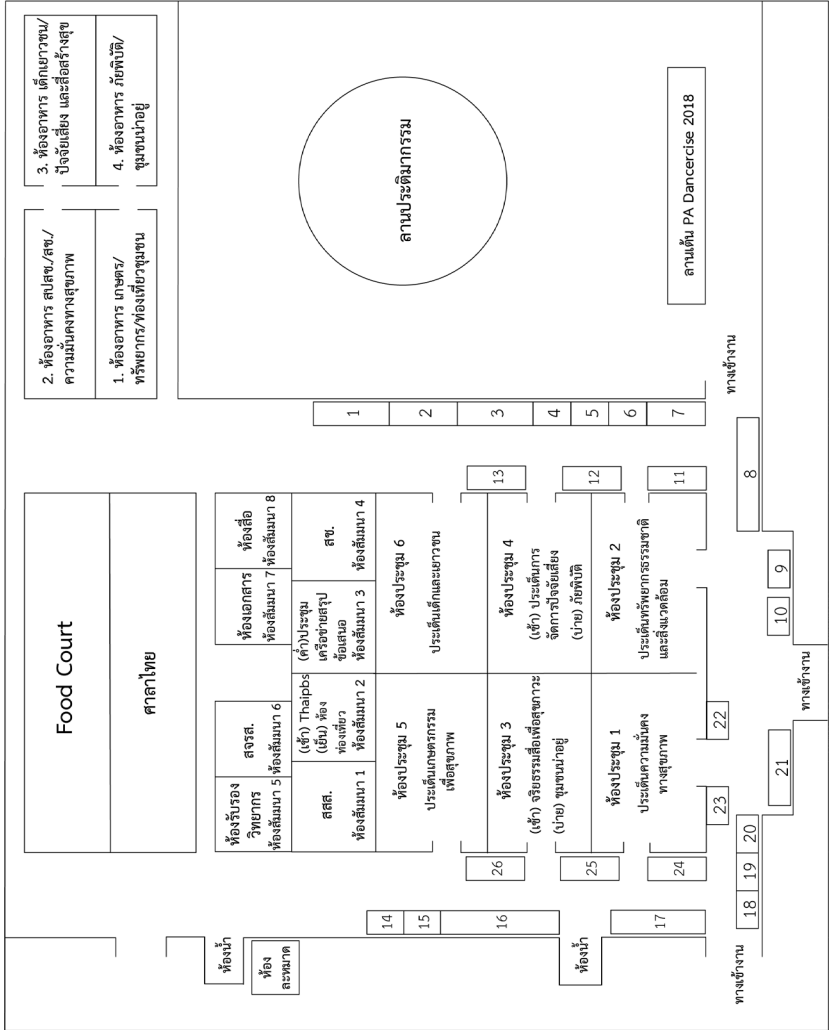 3. ห้องอาหาร เด็กเยาวชน/
ปัจจัยเสี่ยง และสื่อสร้างสุข
4. ห้องอาหาร ภัยพิบัติ/
ชุมชนน่าอยู่
2. ห้องอาหาร สปสช./สช./
ความมั่นคงทางสุขภาพ
1. ห้องอาหาร เกษตร/
ทรัพยากร/ท่องเที่ยวชุมชน
ลานประติมากรรม
ลานเต้น PA Dancercise 2018
ทางเข้างาน
1
2
3
4
5
6
7
8
Food Court
ศาลาไทย
ห้องสื่อ
ห้องสัมมนา 8
ห้องเอกสาร
ห้องสัมมนา 7
สจรส.
ห้องสัมมนา 6
ห้องรับรอง
วิทยากร
ห้องสัมมนา 5
สช.
ห้องสัมมนา 4
(ค่ำ)ประชุม
เครือข่ายสรุป
ข้อเสนอ
ห้องสัมมนา 3
(เช้า) Thaipbs
(เย็น) ห้อง
ท่องเที่ยว
ห้องสัมมนา 2
สสส.
ห้องสัมมนา 1
ห้องประชุม 6
ประเด็นเด็กและเยาวชน
ห้องประชุม 5
ประเด็นเกษตรกรรม
เพื่อสุขภาพ
13
12
11
ห้องประชุม 4
(เช้า) ประเด็นการ
จัดการปัจจัยเสี่ยง
(บ่าย) ภัยพิบัติ
ห้องประชุม 3
(เช้า) จริยธรรมสื่อเพื่อสุขภาวะ
(บ่าย) ชุมชนน่าอยู่
ห้องประชุม 2
ประเด็นทรัพยากรธรรมชาติ
และสิ่งแวดล้อม
ห้องประชุม 1
ประเด็นความมั่นคง
ทางสุขภาพ
9
10
ทางเข้างาน
22
21
23
26
25
24
20
19
18
14
15
16
17
ห้องน้ำ
ห้อง
ละหมาด
ห้องน้ำ
ทางเข้างาน